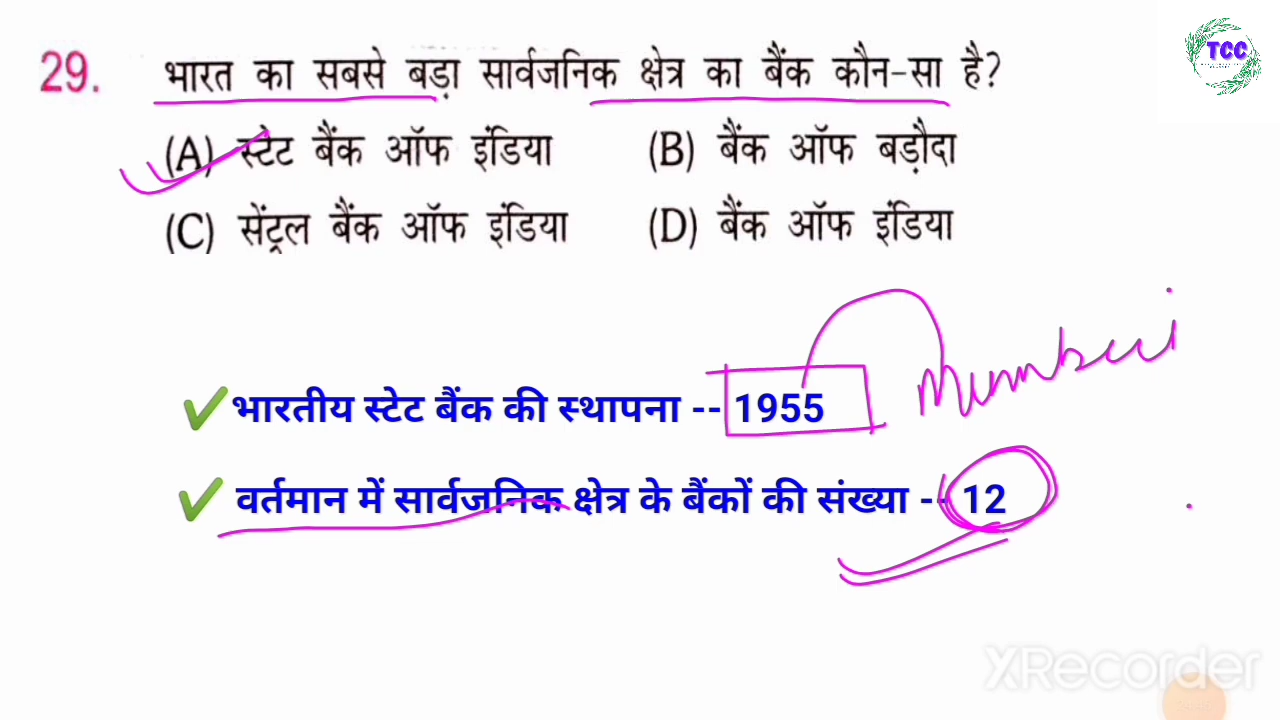 TCC
29. भारत का सबसे बड़ा सार्वजनिक क्षेत्र का बैंक कौन-सा है?
(A) स्टेट बैंक ऑफ इंडिया (B) बैंक ऑफ बड़ौदा
(C) सेंट्रल बैंक ऑफ इंडिया (D) बैंक ऑफ इंडिया
Mumbai
✔भारतीय स्टेट बैंक की स्थापना -- 1955
✔ वर्तमान में सार्वजनिक क्षेत्र के बैंकों की संख्या -- 12
XRecorder